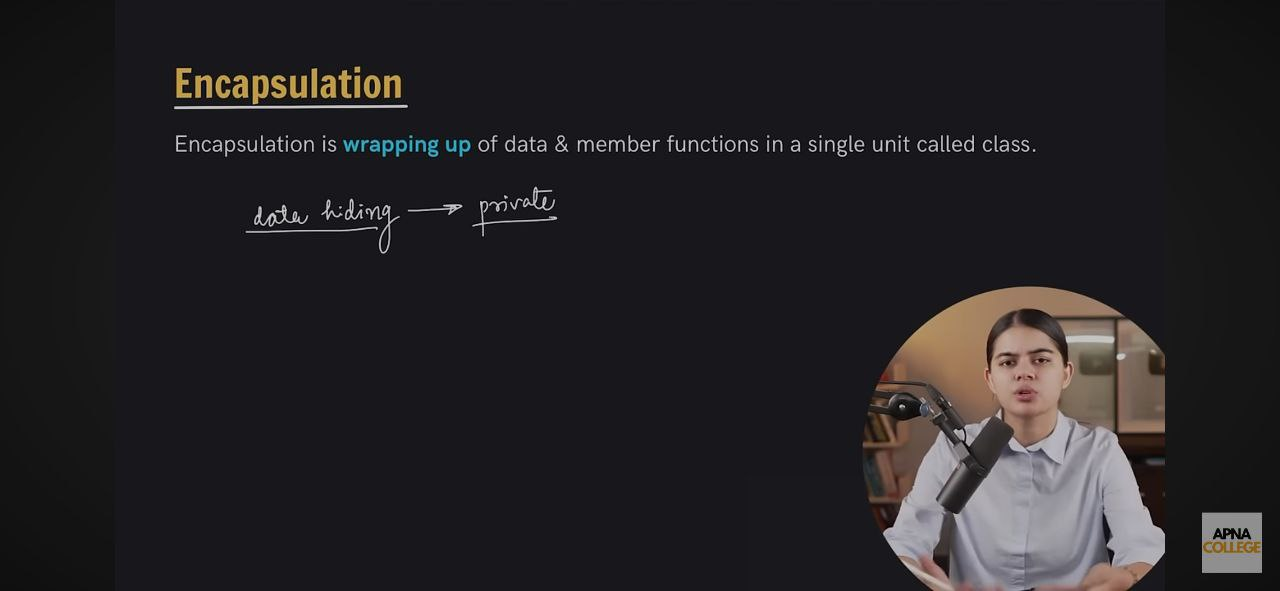 Encapsulation
Encapsulation is wrapping up of data & member functions in a single unit called class.
data hiding → private
APNA
COLLEGE